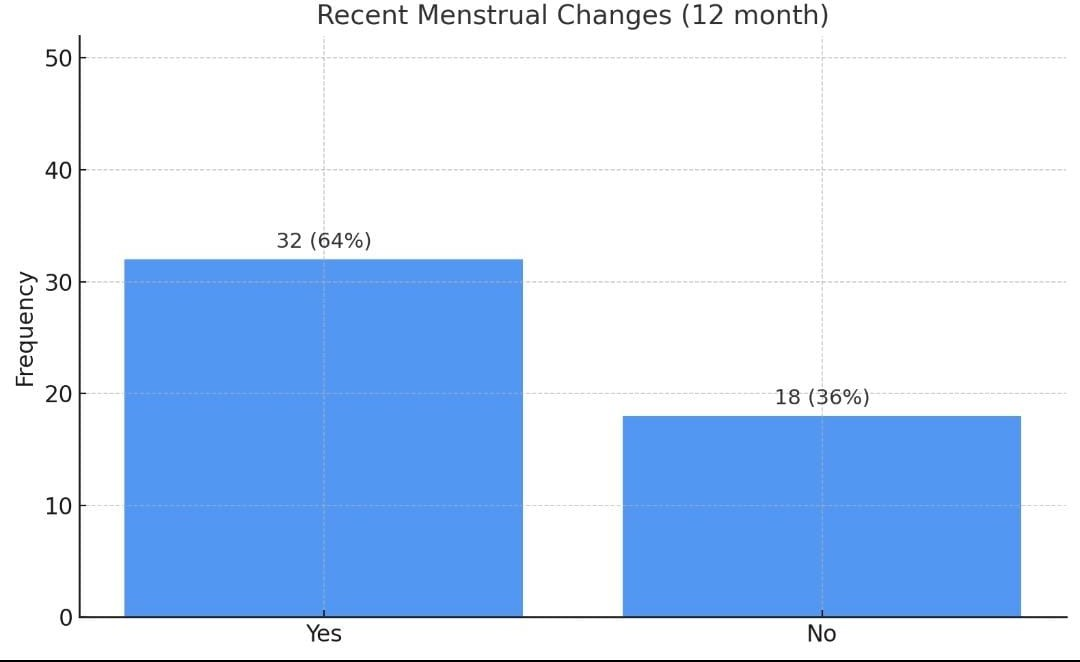 Recent Menstrual Changes (12 month)
Frequency
50
40
30
20
10
0
32 (64%)
18 (36%)
Yes
No